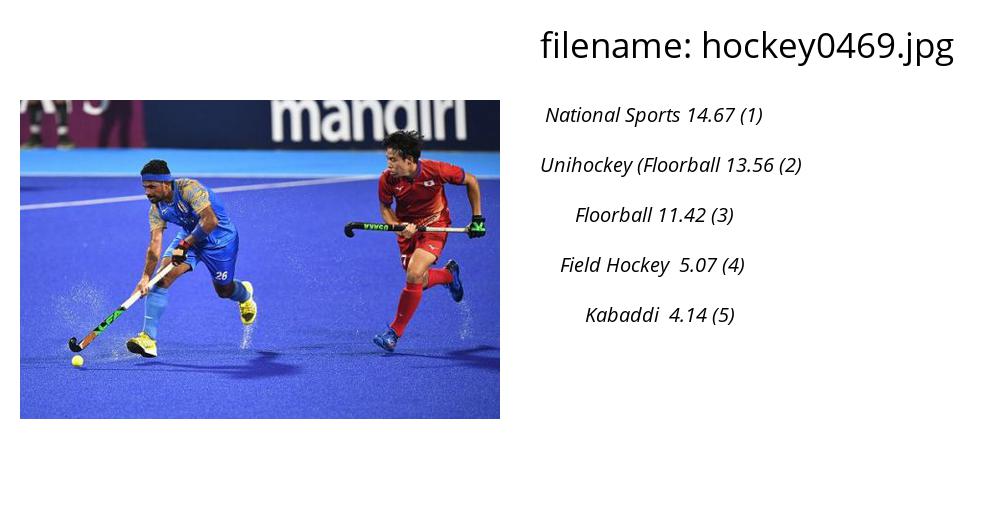 filename: hockey0469.jpg
National Sports 14.67 (1)
Unihockey (Floorball 13.56 (2)
Floorball 11.42 (3)
Field Hockey  5.07 (4)
Kabaddi  4.14 (5)
mandiri
26